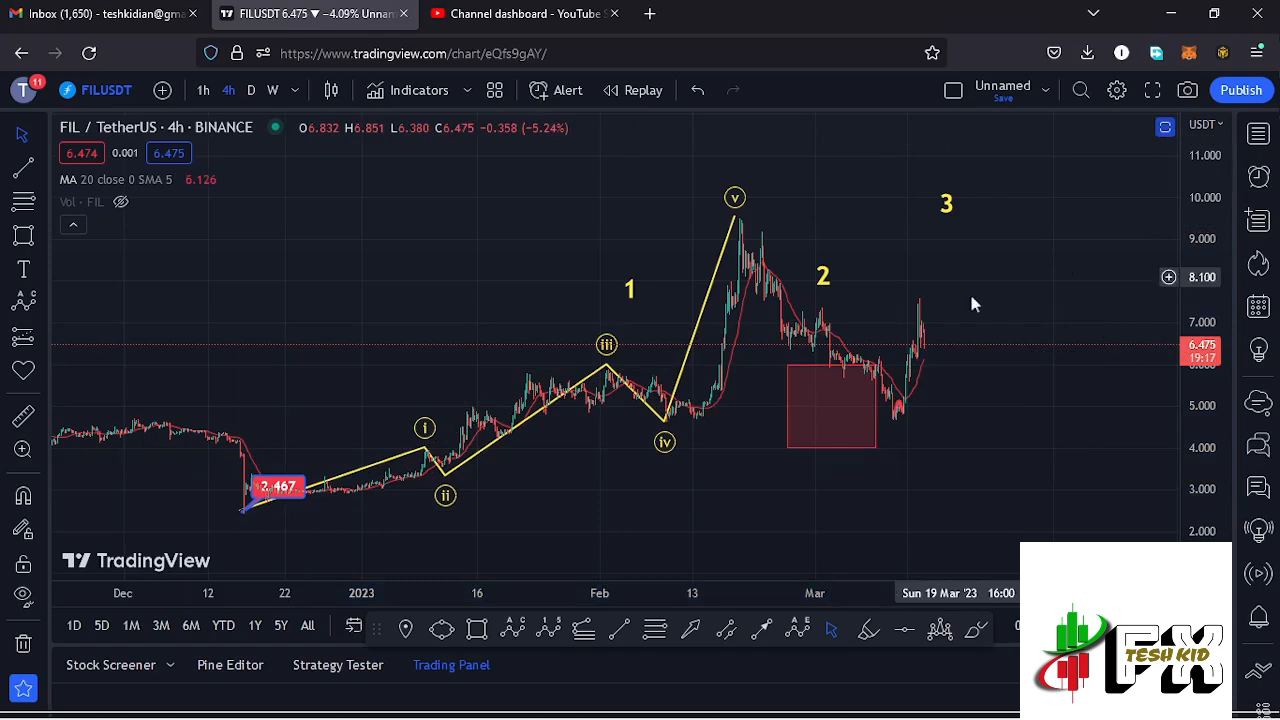 Inbox (1,650) - teshkidian@gma
FILUSDT 6.475 ▼ −4.09% Unnam
Channel dashboard - YouTube S
https://www.tradingview.com/chart/eQfs9gAY/
T
11
FILUSDT
1h
4h
D
W
Indicators
Alert
Replay
Unnamed
Save
Publish
FIL / TetherUS · 4h · BINANCE
O6.832 H6.851 L6.380 C6.475 −0.358 (−5.24%)
6.474
0.001
6.475
MA 20 close 0 SMA 5 6.126
Vol · FIL
USDT
11.000
10.000
9.000
8.100
7.000
6.475
19:17
5.000
4.000
3.000
2.000
1
2
3
i
ii
iii
iv
v
2.467
TradingView
Dec
12
22
2023
16
Feb
13
Mar
Sun 19 Mar '23 16:00
1D
5D
1M
3M
6M
YTD
1Y
5Y
All
Stock Screener
Pine Editor
Strategy Tester
Trading Panel
FX
TESH KID